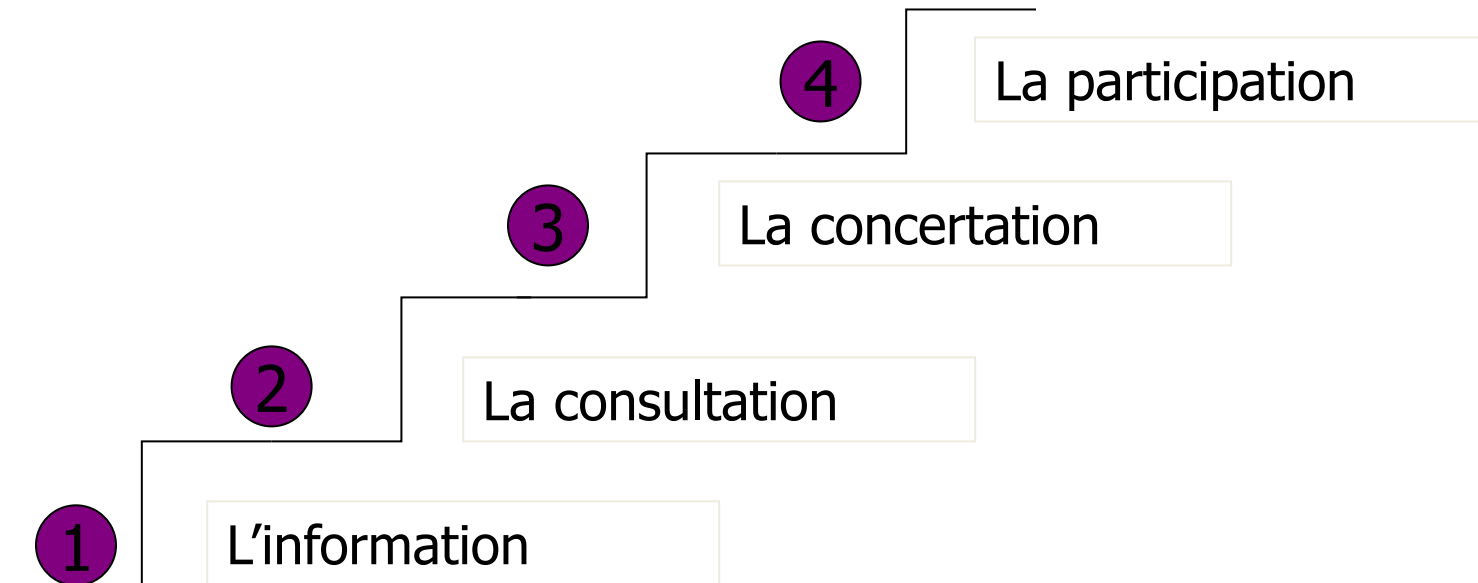 4
La participation
3
La concertation
2
La consultation
1
L’information